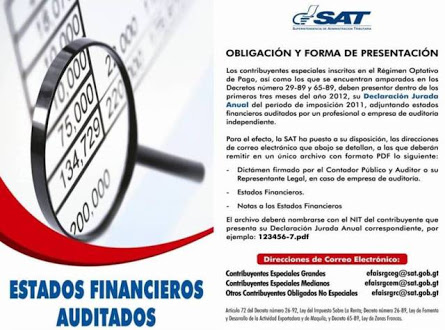 10,015
75,000
134,729
200,000
SAT
SUPERINTENDENCIA DE ADMINISTRACIÓN TRIBUTARIA
OBLIGACIÓN Y FORMA DE PRESENTACIÓN
Los contribuyentes especiales inscritos en el Régimen Optativo
de Pago, así como los que se encuentran amparados en los
Decretos número 29-89 y 65-89, deben presentar dentro de los
primeros tres meses del año 2012, su Declaración Jurada
Anual del periodo de imposición 2011, adjuntando estados
financieros auditados por un profesional o empresa de auditoría
independiente.
Para el efecto, la SAT ha puesto a su disposición, las direcciones
de correo electrónico que abajo se detallan, a las que deberán
remitir en un único archivo con formato PDF lo siguiente:
- Dictámen firmado por el Contador Público y Auditor o su
Representante Legal, en caso de empresa de auditoría.
- Estados Financieros.
- Notas a los Estados Financieros
El archivo deberá nombrarse con el NIT del contribuyente que
presenta su Declaración Jurada Anual correspondiente, por
ejemplo: 123456-7.pdf
Direcciones de Correo Electrónico:
Contribuyentes Especiales Grandes efaisrgceg@sat.gob.gt
Contribuyentes Especiales Medianos efaisrgcem@sat.gob.gt
Otros Contribuyentes Obligados No Especiales efaisrgc@sat.gob.gt
Artículo 72 del Decreto número 26-92, Ley del Impuesto Sobre la Renta; Decreto número 26-89, Ley de Fomento
y Desarrollo de la Actividad Exportadora y de Maquila; y Decreto 65-89, Ley de Zonas Francas.
ESTADOS FINANCIEROS
AUDITADOS